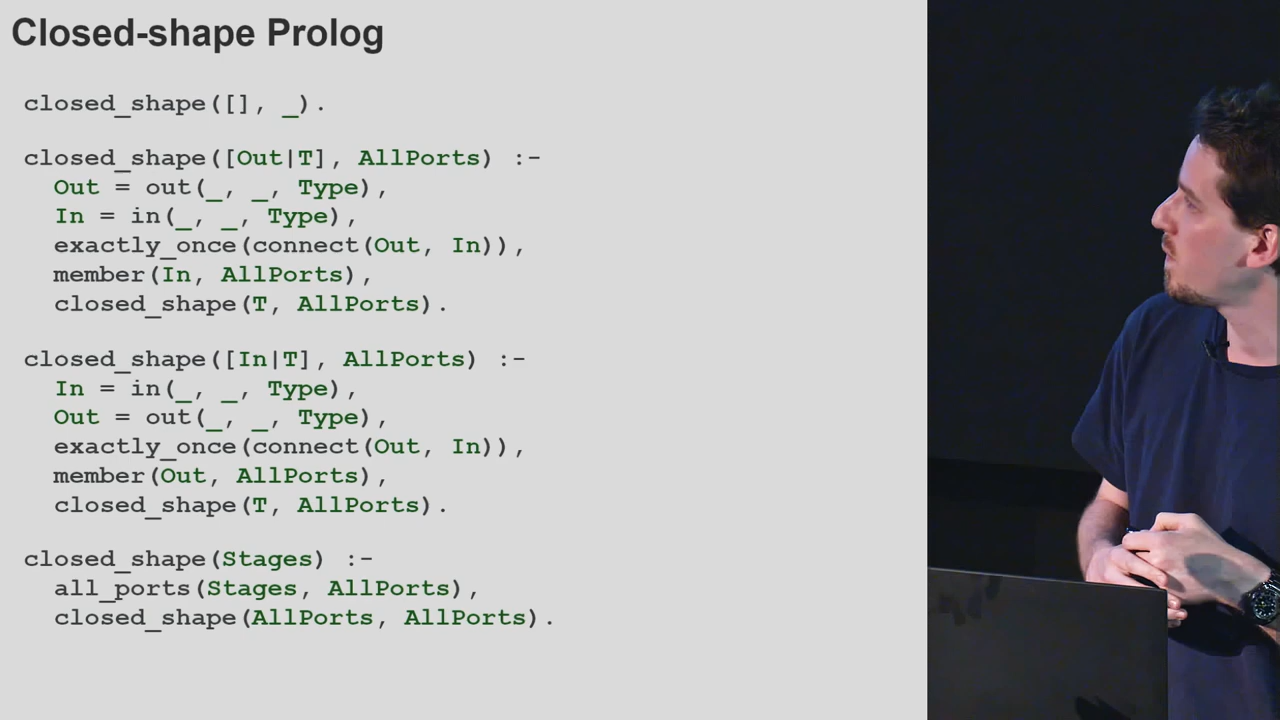 Closed-shape Prolog
closed_shape([], _).
closed_shape([Out|T], AllPorts) :-
Out = out(_, _, Type),
In = in(_, _, Type),
exactly_once(connect(Out, In)),
member(In, AllPorts),
closed_shape(T, AllPorts).
closed_shape([In|T], AllPorts) :-
In = in(_, _, Type),
Out = out(_, _, Type),
exactly_once(connect(Out, In)),
member(Out, AllPorts),
closed_shape(T, AllPorts).
closed_shape(Stages) :-
all_ports(Stages, AllPorts),
closed_shape(AllPorts, AllPorts).